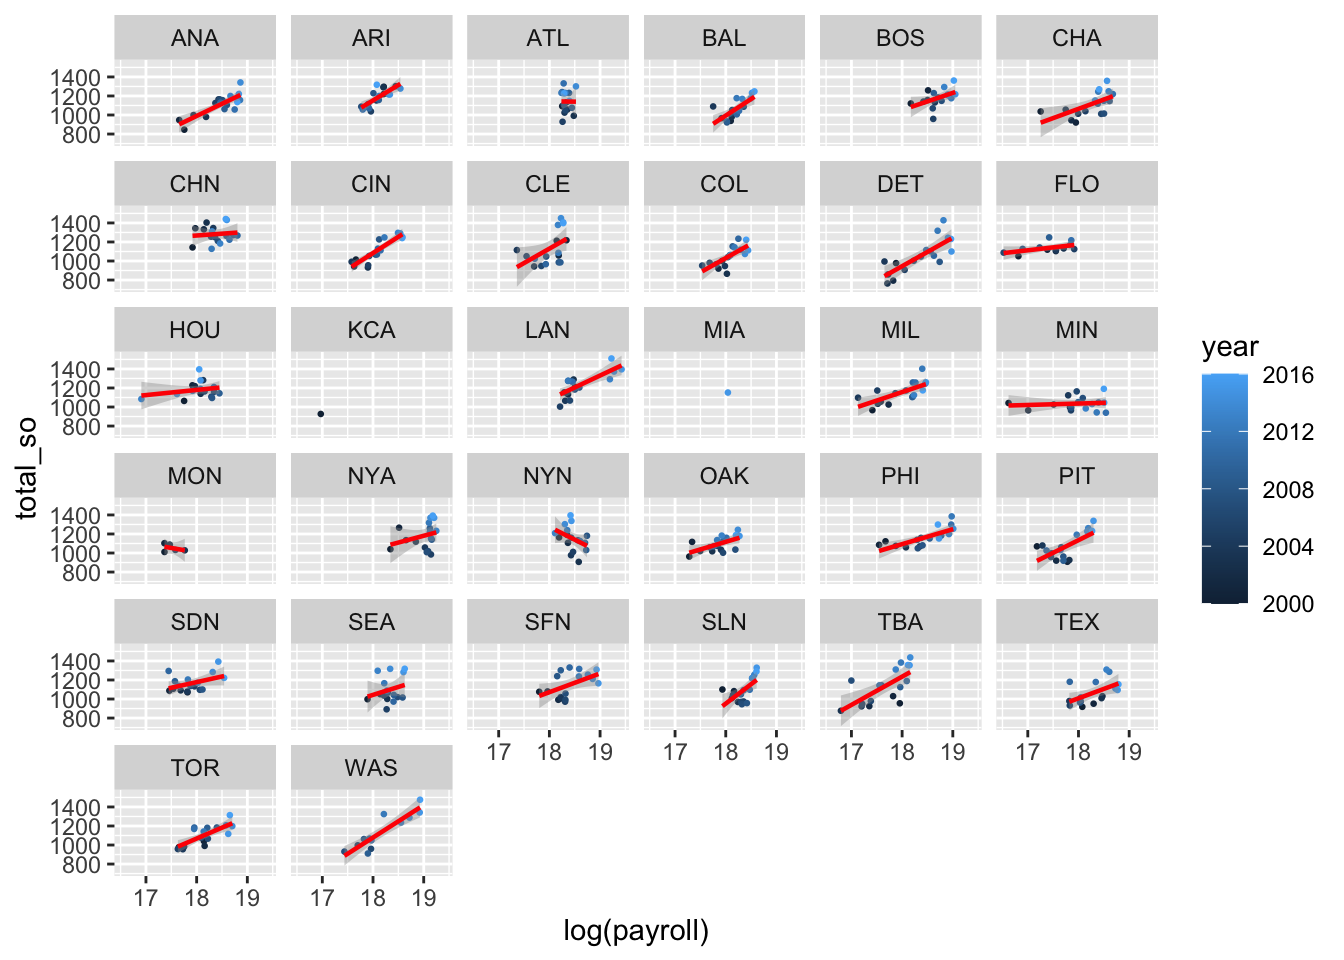 ANA ARI ATL BAL BOS CHA
1400
1200
1000
800
CHN CIN CLE COL DET FLO
1400
1200
1000
800
HOU KCA LAN MIA MIL MIN
1400
1200
1000
800
MON NYA NYN OAK PHI PIT
1400
1200
1000
800
SDN SEA SFN SLN TBA TEX
1400
1200
1000
800
17 18 19 17 18 19 17 18 19 17 18 19
TOR WAS
1400
1200
1000
800
17 18 19 17 18 19
log(payroll)
total_so
year
2016
2012
2008
2004
2000